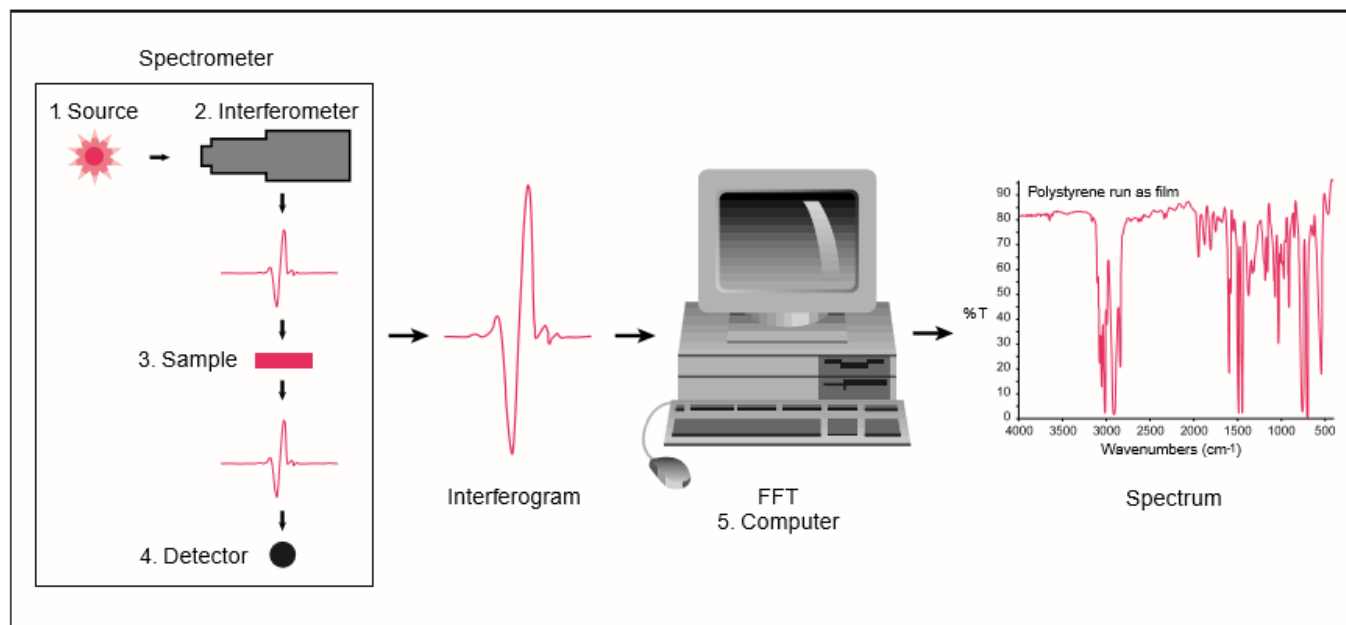 Spectrometer
1. Source
2. Interferometer
3. Sample
4. Detector
Interferogram
FFT
5. Computer
Polystyrene run as film
%T
90
80
70
60
50
40
30
20
10
0
4000 3500 3000 2500 2000 1500 1000 500
Wavenumbers (cm-1)
Spectrum